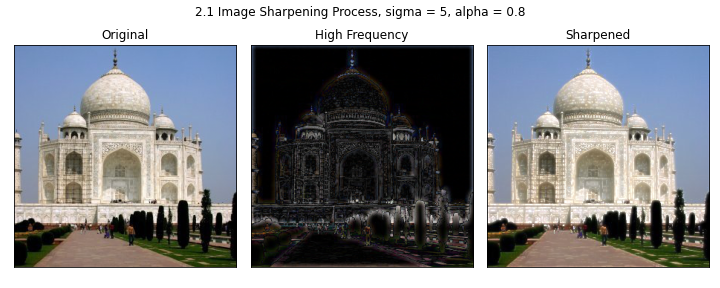 2.1 Image Sharpening Process, sigma = 5, alpha = 0.8
Original
High Frequency
Sharpened